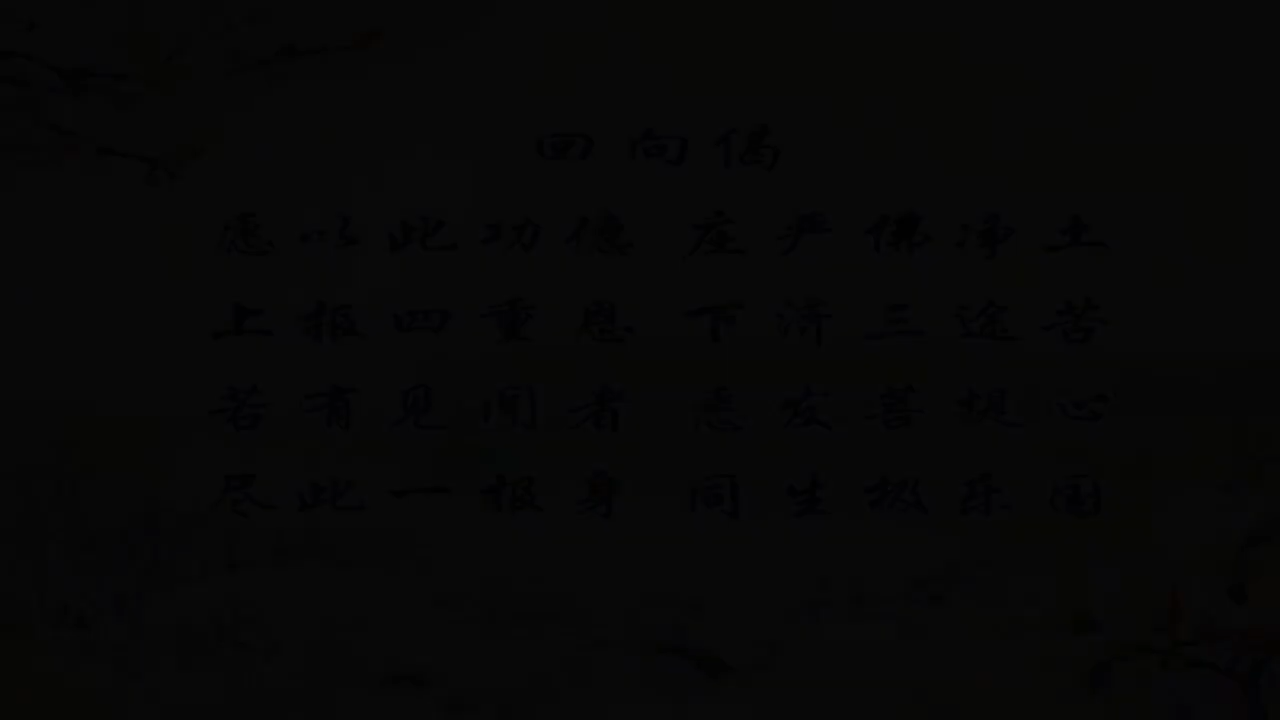 回向偈
愿以此功德 庄严佛净土
上报四重恩 下济三途苦
若有见闻者 悉发菩提心
尽此一报身 同生极乐国